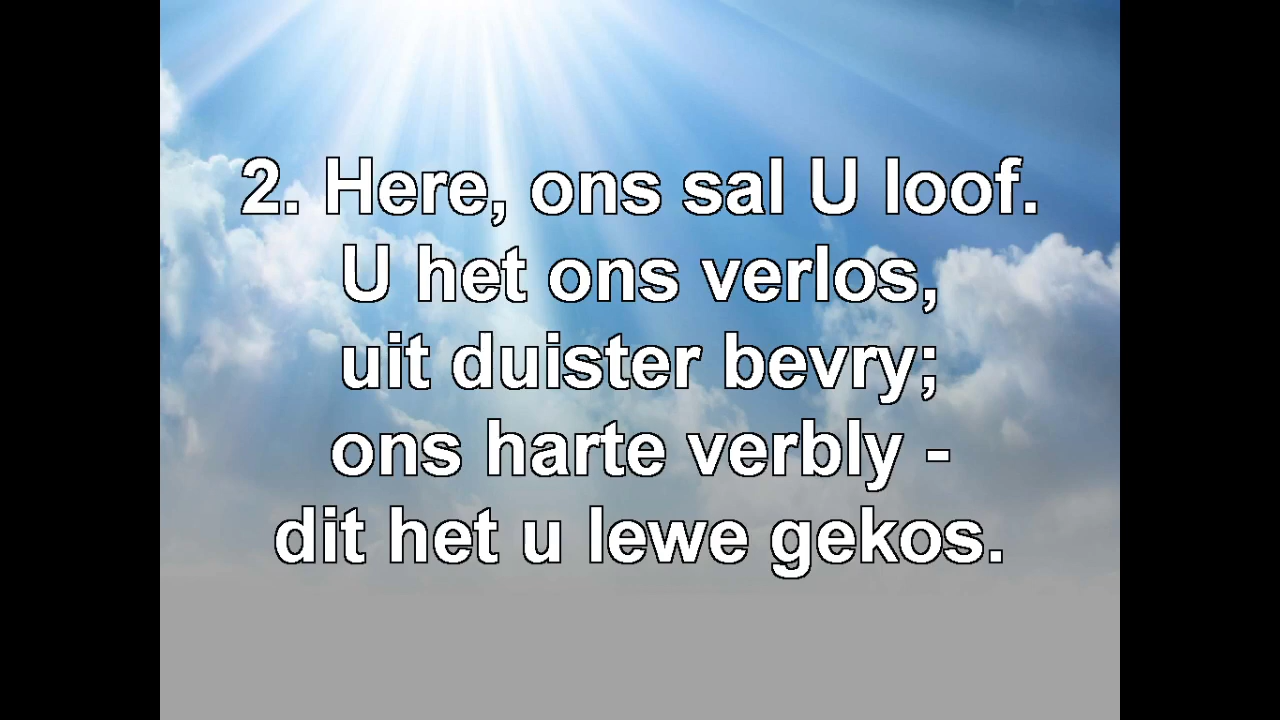 2. Here, ons sal U loof.
U het ons verlos,
uit duister bevry;
ons harte verbly -
dit het u lewe gekos.